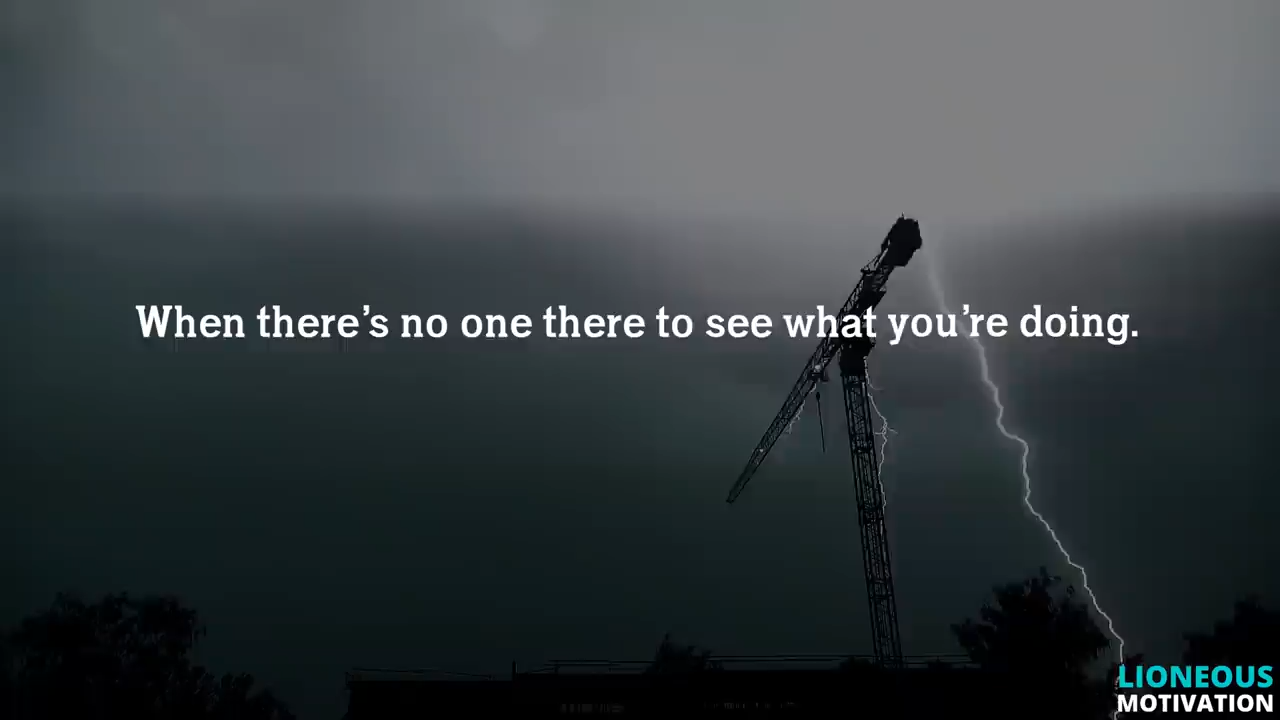 When there’s no one there to see what you’re doing.
LIONEOUS
MOTIVATION